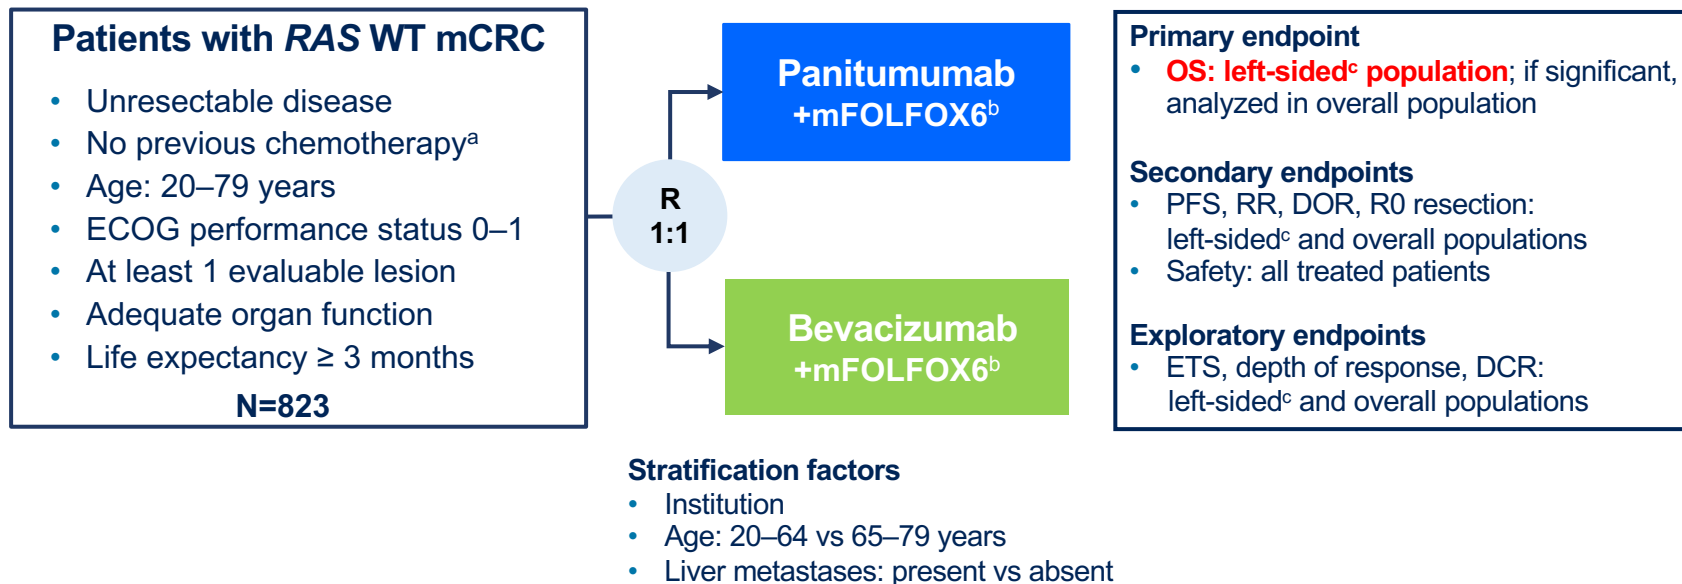 Patients with RAS WT mCRC
• Unresectable disease
• No previous chemotherapyᵃ
• Age: 20–79 years
• ECOG performance status 0–1
• At least 1 evaluable lesion
• Adequate organ function
• Life expectancy ≥ 3 months
N=823
R
1:1
Panitumumab
+mFOLFOX6ᵇ
Bevacizumab
+mFOLFOX6ᵇ
Primary endpoint
• OS: left-sidedᶜ population; if significant,
analyzed in overall population
Secondary endpoints
• PFS, RR, DOR, R0 resection:
left-sidedᶜ and overall populations
• Safety: all treated patients
Exploratory endpoints
• ETS, depth of response, DCR:
left-sidedᶜ and overall populations
Stratification factors
• Institution
• Age: 20–64 vs 65–79 years
• Liver metastases: present vs absent